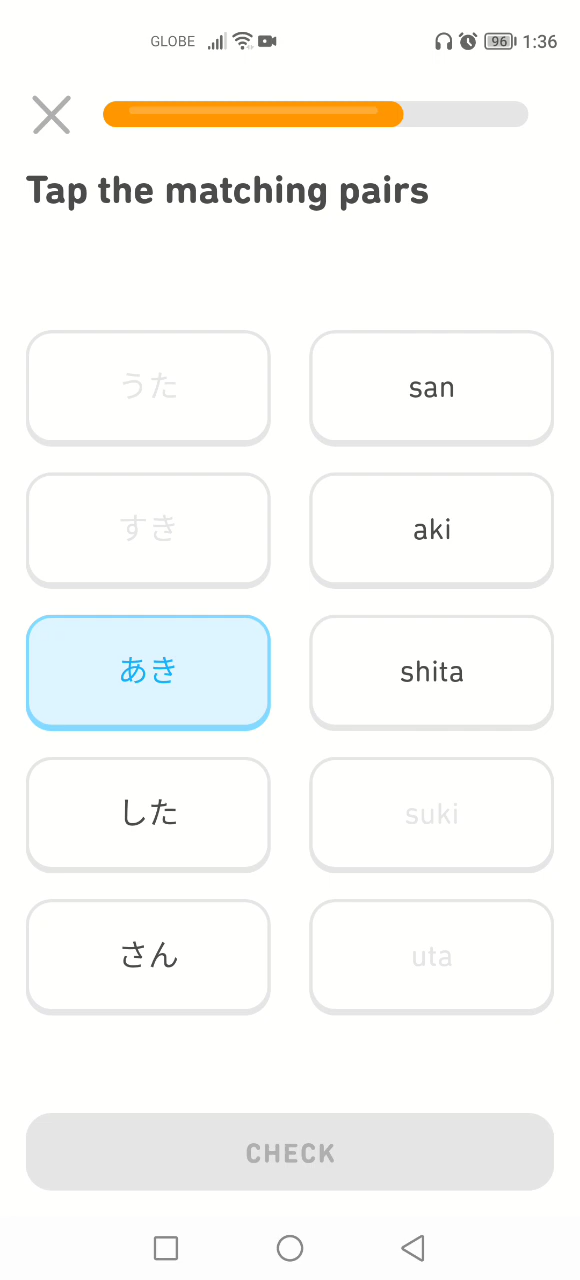 GLOBE 96 1:36
Tap the matching pairs
うた san
すき aki
あき shita
した suki
さん uta
CHECK